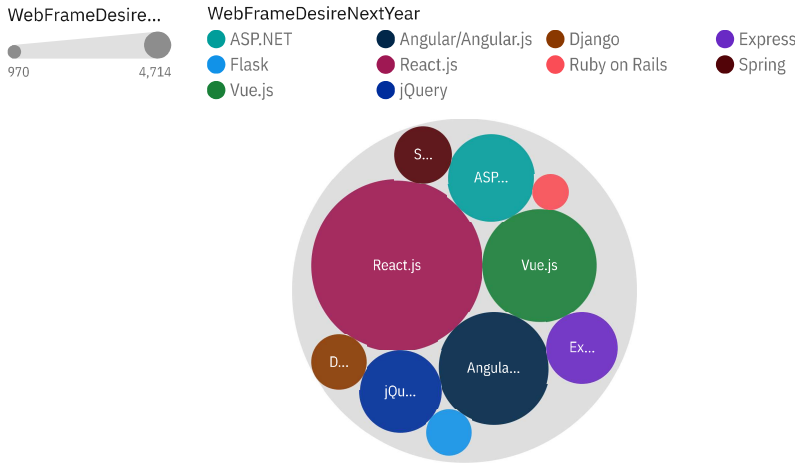 WebFrameDesire...
970 4,714
WebFrameDesireNextYear
ASP.NET Angular/Angular.js Django Express
Flask React.js Ruby on Rails Spring
Vue.js jQuery
S...
ASP...
React.js
Vue.js
D...
jQu...
Angula...
Ex...